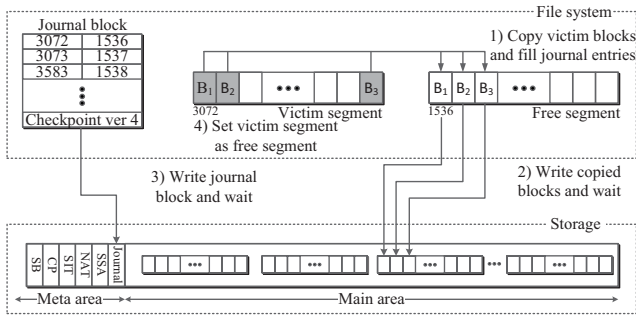 File system
Journal block
3072 1536
3073 1537
3583 1538
Checkpoint ver 4
1) Copy victim blocks
and fill journal entries
B1 B2 B3
3072 Victim segment
B1 B2 B3
1536 Free segment
4) Set victim segment
as free segment
3) Write journal
block and wait
2) Write copied
blocks and wait
Storage
SB
CP
SIT
NAT
SSA
Journal
Meta area
Main area